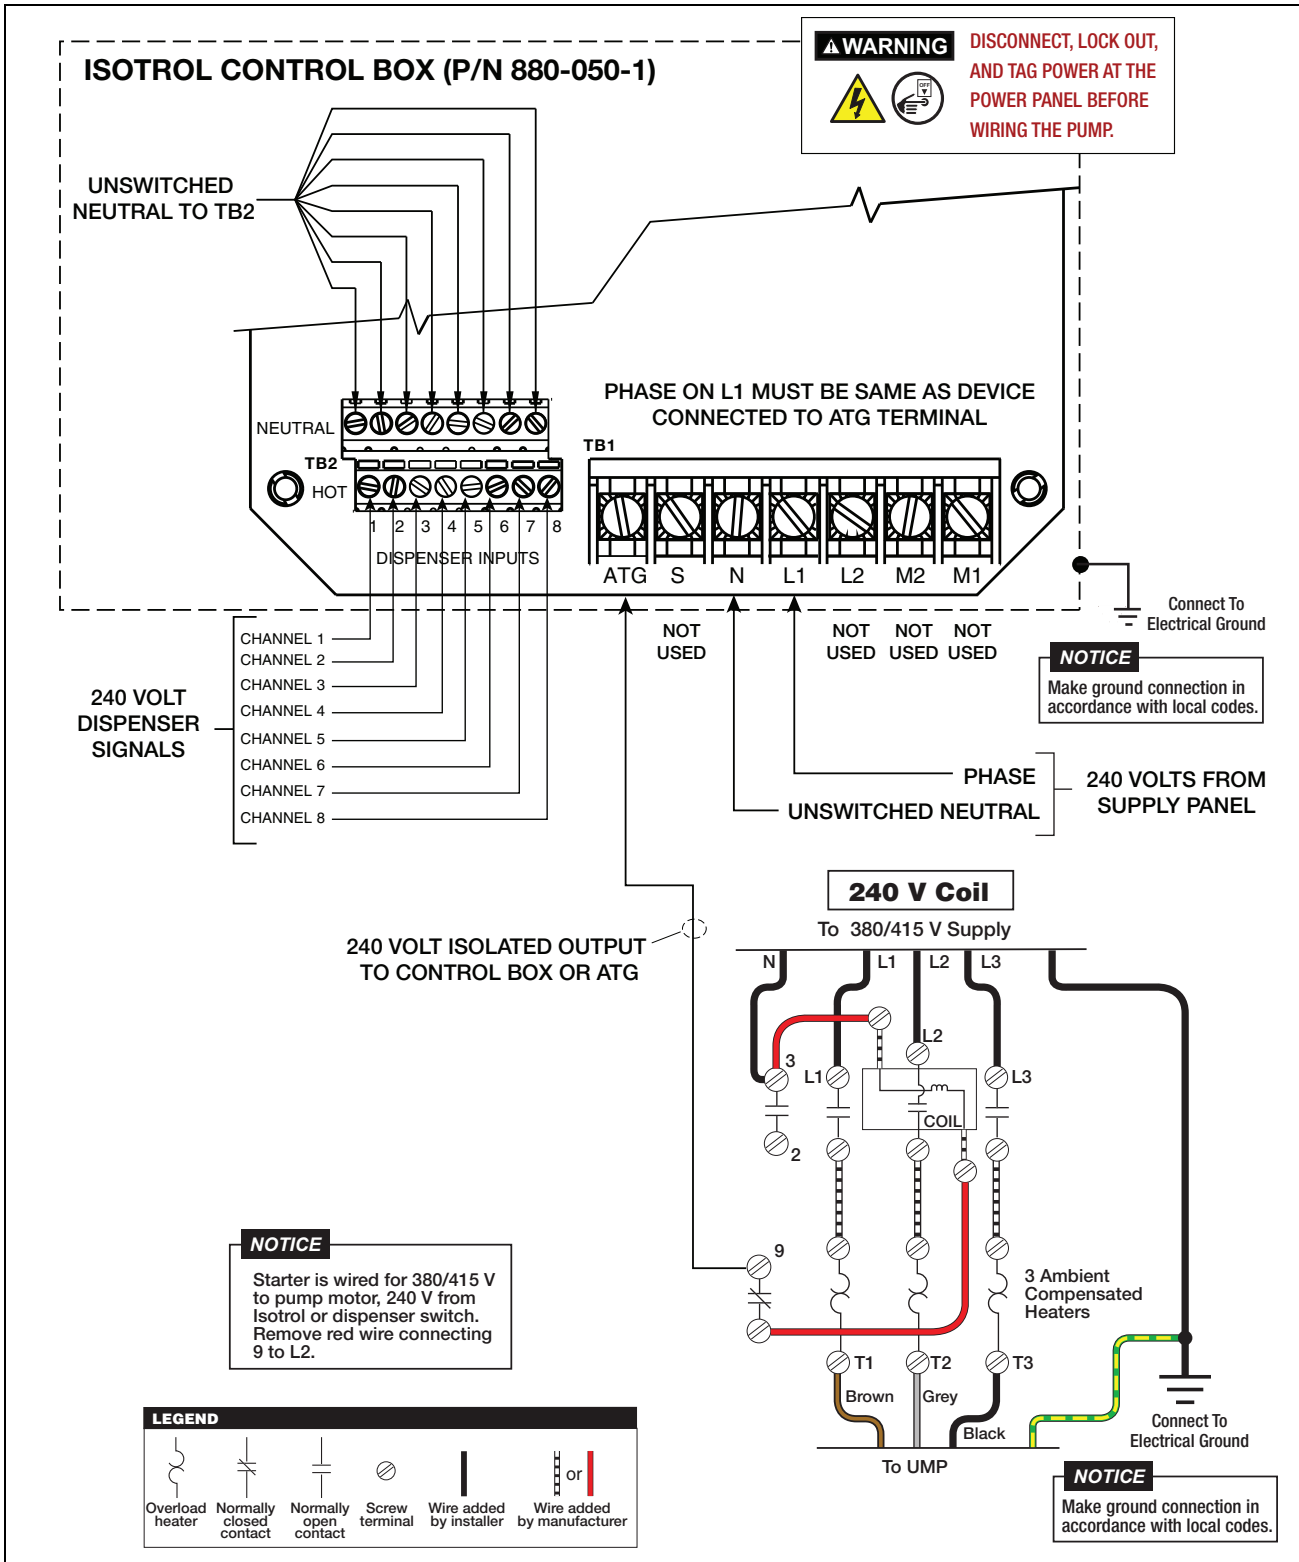 ISOTROL CONTROL BOX (P/N 880-050-1)
WARNING
OFF
DISCONNECT, LOCK OUT,
AND TAG POWER AT THE
POWER PANEL BEFORE
WIRING THE PUMP.
UNSWITCHED
NEUTRAL TO TB2
PHASE ON L1 MUST BE SAME AS DEVICE
CONNECTED TO ATG TERMINAL
NEUTRAL
TB2
HOT
1 2 3 4 5 6 7 8
DISPENSER INPUTS
TB1
ATG S N L1 L2 M2 M1
NOT
USED
NOT
USED
NOT
USED
NOT
USED
Connect To
Electrical Ground
NOTICE
Make ground connection in
accordance with local codes.
240 VOLT
DISPENSER
SIGNALS
CHANNEL 1
CHANNEL 2
CHANNEL 3
CHANNEL 4
CHANNEL 5
CHANNEL 6
CHANNEL 7
CHANNEL 8
PHASE
UNSWITCHED NEUTRAL
240 VOLTS FROM
SUPPLY PANEL
240 VOLT ISOLATED OUTPUT
TO CONTROL BOX OR ATG
240 V Coil
To 380/415 V Supply
N L1 L2 L3
L2
3
L1
L3
COIL
2
9
3 Ambient
Compensated
Heaters
T1 T2 T3
Brown
Grey
Black
To UMP
Connect To
Electrical Ground
NOTICE
Make ground connection in
accordance with local codes.
NOTICE
Starter is wired for 380/415 V
to pump motor, 240 V from
Isotrol or dispenser switch.
Remove red wire connecting
9 to L2.
LEGEND
or
Overload
heater
Normally
closed
contact
Normally
open
contact
Screw
terminal
Wire added
by installer
Wire added
by manufacturer